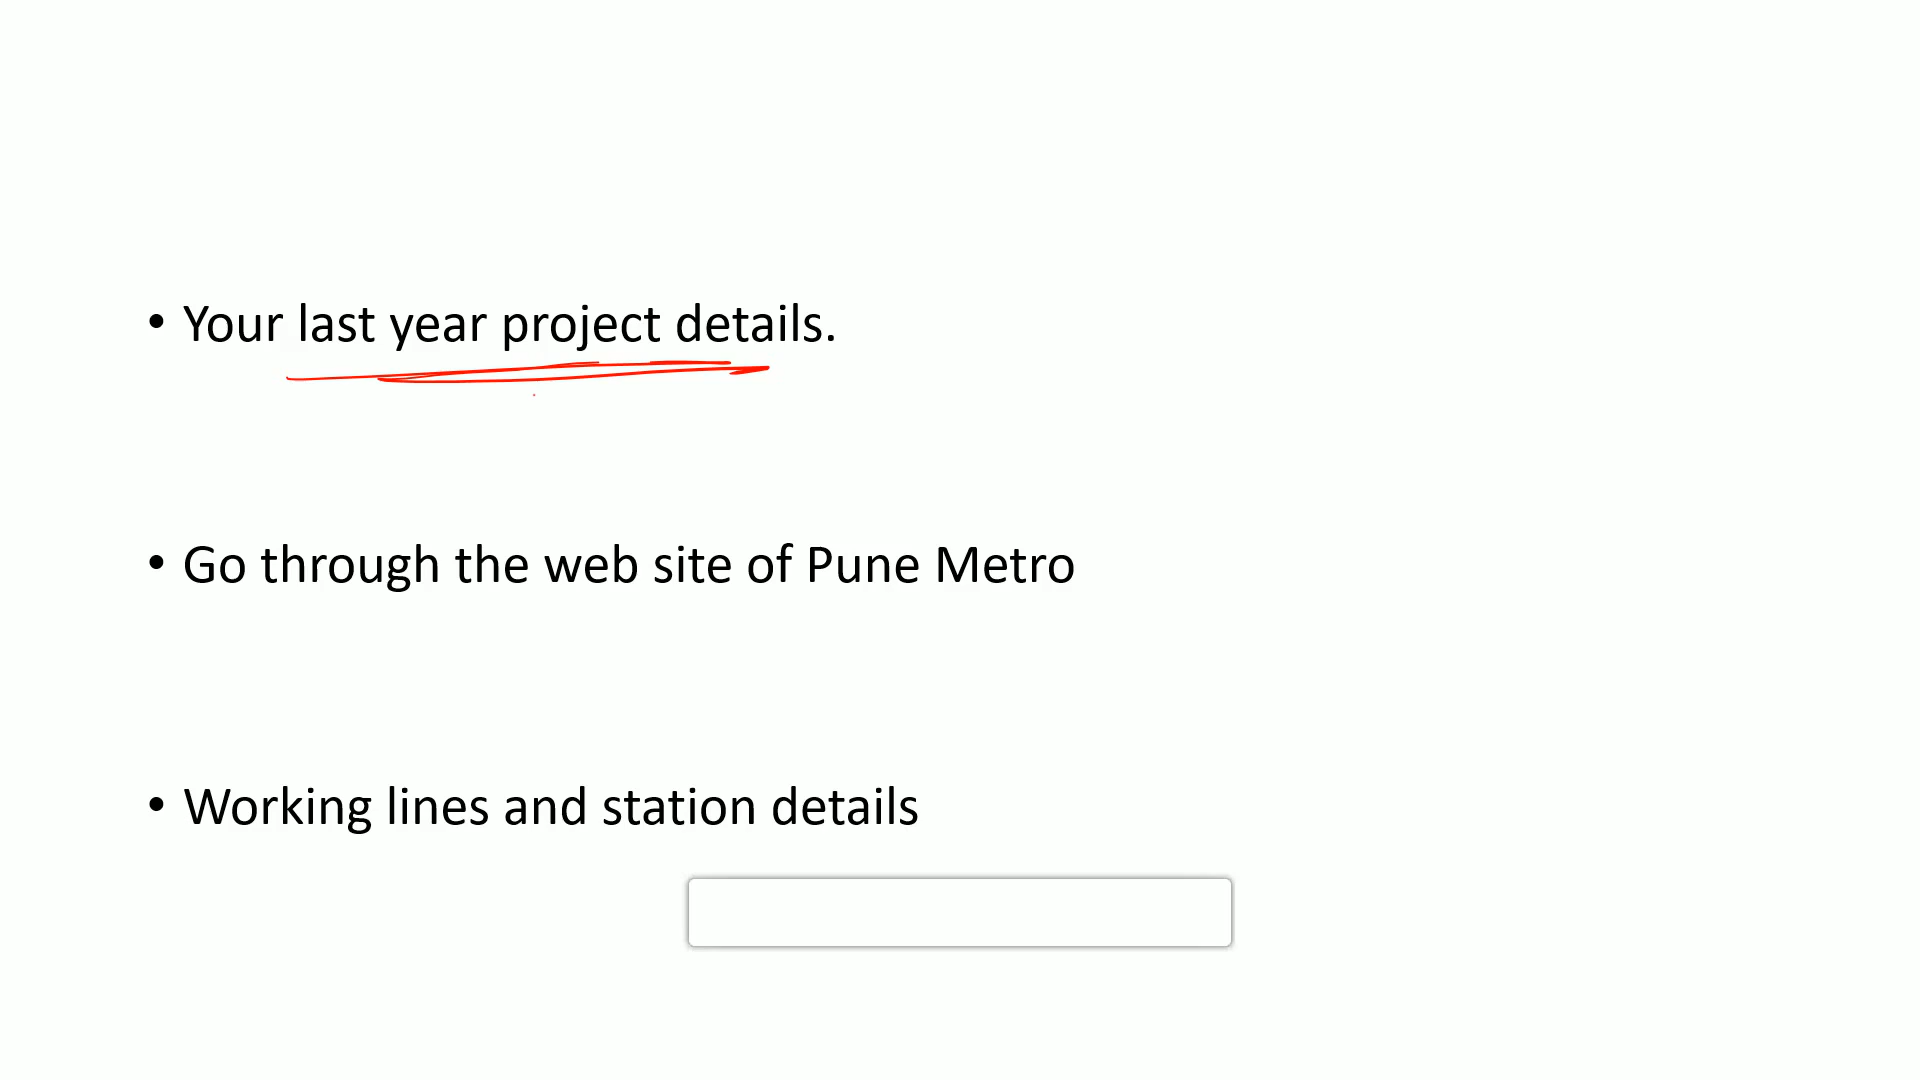 • Your last year project details.
• Go through the web site of Pune Metro
• Working lines and station details